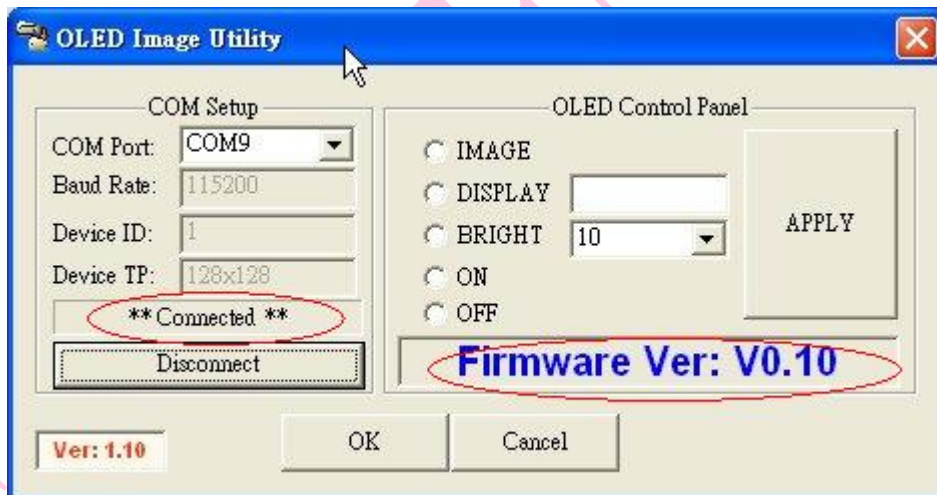 OLED Image Utility
COM Setup
COM Port: COM9
Baud Rate: 115200
Device ID: 1
Device TP: 128x128
** Connected **
Disconnect
OLED Control Panel
IMAGE
DISPLAY
BRIGHT 10
ON
OFF
APPLY
Firmware Ver: V0.10
Ver: 1.10
OK
Cancel